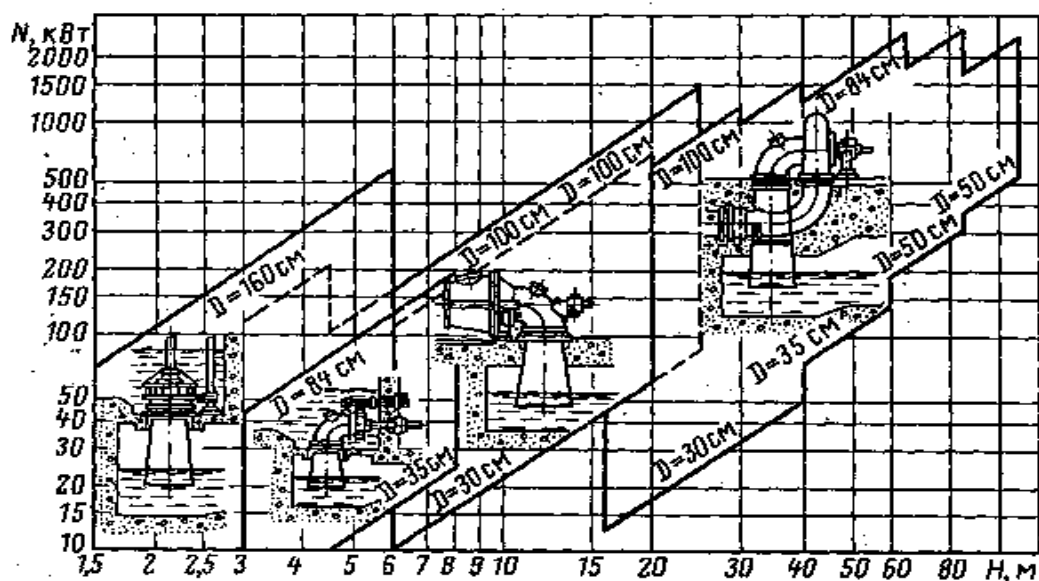 N, кВт
2000
1500
1000
500
400
300
200
150
100
50
40
30
20
15
10
D=160 см
D=84 см
D=35 см
D=30 см
D=100 см
D=100 см
D=100 см
D=84 см
D=50 см
D=50 см
D=35 см
D=30 см
1,5 2 2,5 3 4 5 6 7 8 9 10 15 20 30 40 50 60 80 H, м